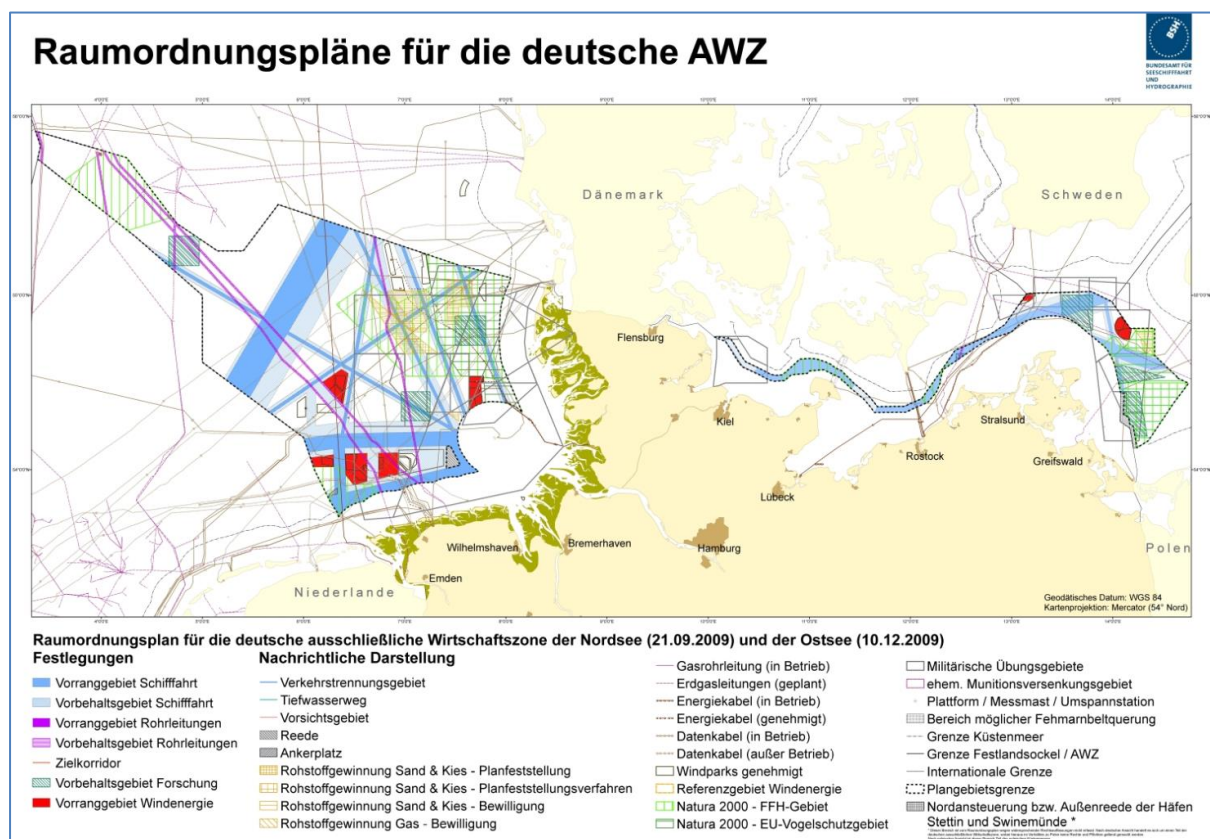 Raumordnungspläne für die deutsche AWZ
BSH
BUNDESAMT FÜR
SEESCHIFFFAHRT
UND
HYDROGRAPHIE
Dänemark
Schweden
Flensburg
Kiel
Stralsund
Rostock
Greifswald
Lübeck
Wilhelmshaven
Bremerhaven
Hamburg
Polen
Emden
Niederlande
Geodätisches Datum: WGS 84
Kartenprojektion: Mercator (54° Nord)
Raumordnungsplan für die deutsche ausschließliche Wirtschaftszone der Nordsee (21.09.2009) und der Ostsee (10.12.2009)
Festlegungen
Vorranggebiet Schifffahrt
Vorbehaltsgebiet Schifffahrt
Vorranggebiet Rohrleitungen
Vorbehaltsgebiet Rohrleitungen
Zielkorridor
Vorbehaltsgebiet Forschung
Vorranggebiet Windenergie
Nachrichtliche Darstellung
Verkehrstrennungsgebiet
Tiefwasserweg
Vorsichtsgebiet
Reede
Ankerplatz
Rohstoffgewinnung Sand & Kies - Planfeststellung
Rohstoffgewinnung Sand & Kies - Planfeststellungsverfahren
Rohstoffgewinnung Sand & Kies - Bewilligung
Rohstoffgewinnung Gas - Bewilligung
Gasrohrleitung (in Betrieb)
Erdgasleitungen (geplant)
Energiekabel (in Betrieb)
Energiekabel (genehmigt)
Datenkabel (in Betrieb)
Datenkabel (außer Betrieb)
Windparks genehmigt
Referenzgebiet Windenergie
Natura 2000 - FFH-Gebiet
Natura 2000 - EU-Vogelschutzgebiet
Militärische Übungsgebiete
ehem. Munitionsversenkungsgebiet
Plattform / Messmast / Umspannstation
Bereich möglicher Fehmarnbeltquerung
Grenze Küstenmeer
Grenze Festlandsockel / AWZ
Internationale Grenze
Plangebietsgrenze
Nordansteuerung bzw. Außenreede der Häfen
Stettin und Swinemünde *